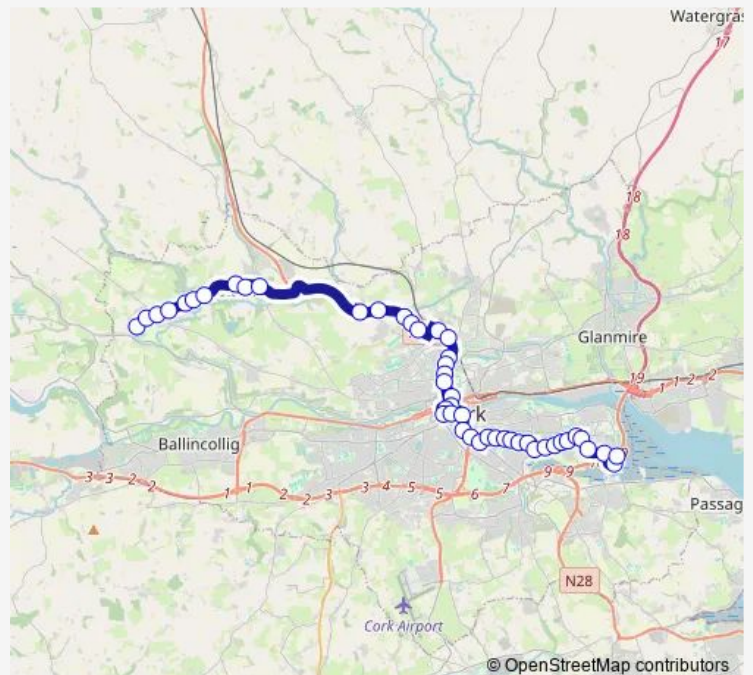 Watergras
17
18
18
Glanmire
19
1 2 2
rk
Ballincollig
3 3 2 2
1 1 2 2 3 3 4 5 5 6 7 9 9
Passag
N28
Cork Airport
© OpenStreetMap contributors